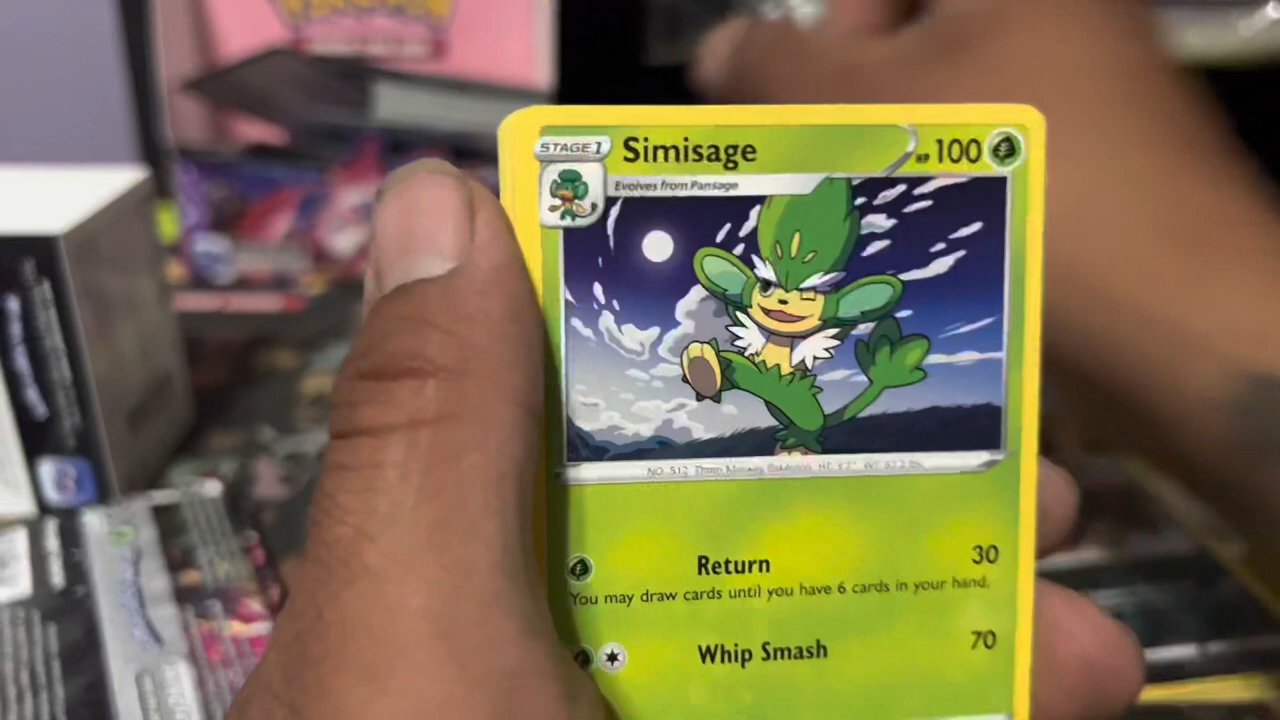 STAGE 1
Simisage
HP 100
Evolves from Pansage
Return 30
You may draw cards until you have 6 cards in your hand.
Whip Smash 70